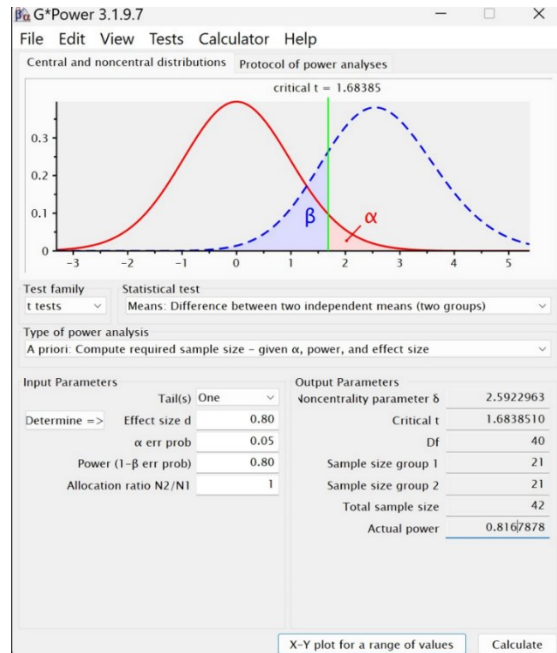 G*Power 3.1.9.7
File Edit View Tests Calculator Help
Central and noncentral distributions Protocol of power analyses
critical t = 1.68385
0.3
0.2
0.1
0
β
α
-3 -2 -1 0 1 2 3 4 5
Test family Statistical test
t tests Means: Difference between two independent means (two groups)
Type of power analysis
A priori: Compute required sample size – given α, power, and effect size
Input Parameters Output Parameters
Tail(s) One Noncentrality parameter δ 2.5922963
Determine => Effect size d 0.80 Critical t 1.6838510
α err prob 0.05 Df 40
Power (1-β err prob) 0.80 Sample size group 1 21
Allocation ratio N2/N1 1 Sample size group 2 21
Total sample size 42
Actual power 0.8167878
X-Y plot for a range of values Calculate